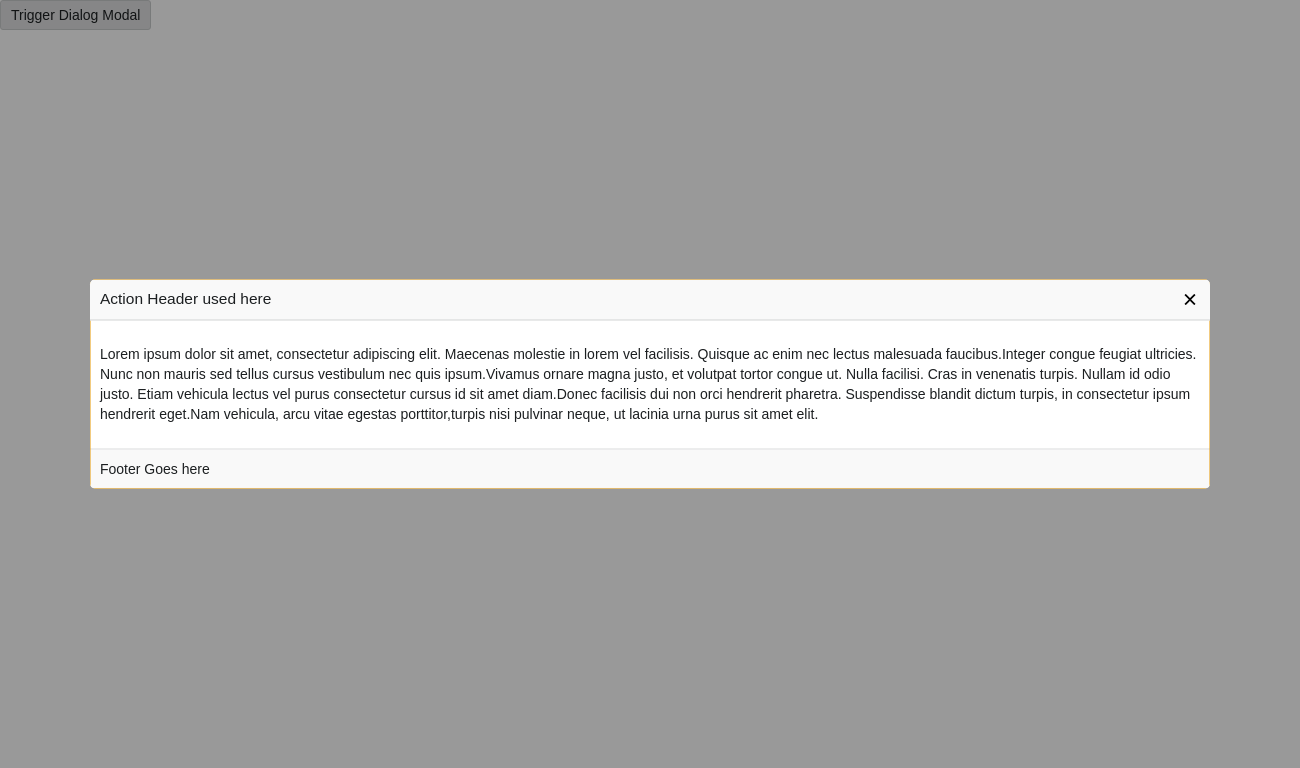 Trigger Dialog Modal
Action Header used here
Lorem ipsum dolor sit amet, consectetur adipiscing elit. Maecenas molestie in lorem vel facilisis. Quisque ac enim nec lectus malesuada faucibus.Integer congue feugiat ultricies.
Nunc non mauris sed tellus cursus vestibulum nec quis ipsum.Vivamus ornare magna justo, et volutpat tortor congue ut. Nulla facilisi. Cras in venenatis turpis. Nullam id odio
justo. Etiam vehicula lectus vel purus consectetur cursus id sit amet diam.Donec facilisis dui non orci hendrerit pharetra. Suspendisse blandit dictum turpis, in consectetur ipsum
hendrerit eget.Nam vehicula, arcu vitae egestas porttitor,turpis nisi pulvinar neque, ut lacinia urna purus sit amet elit.
Footer Goes here